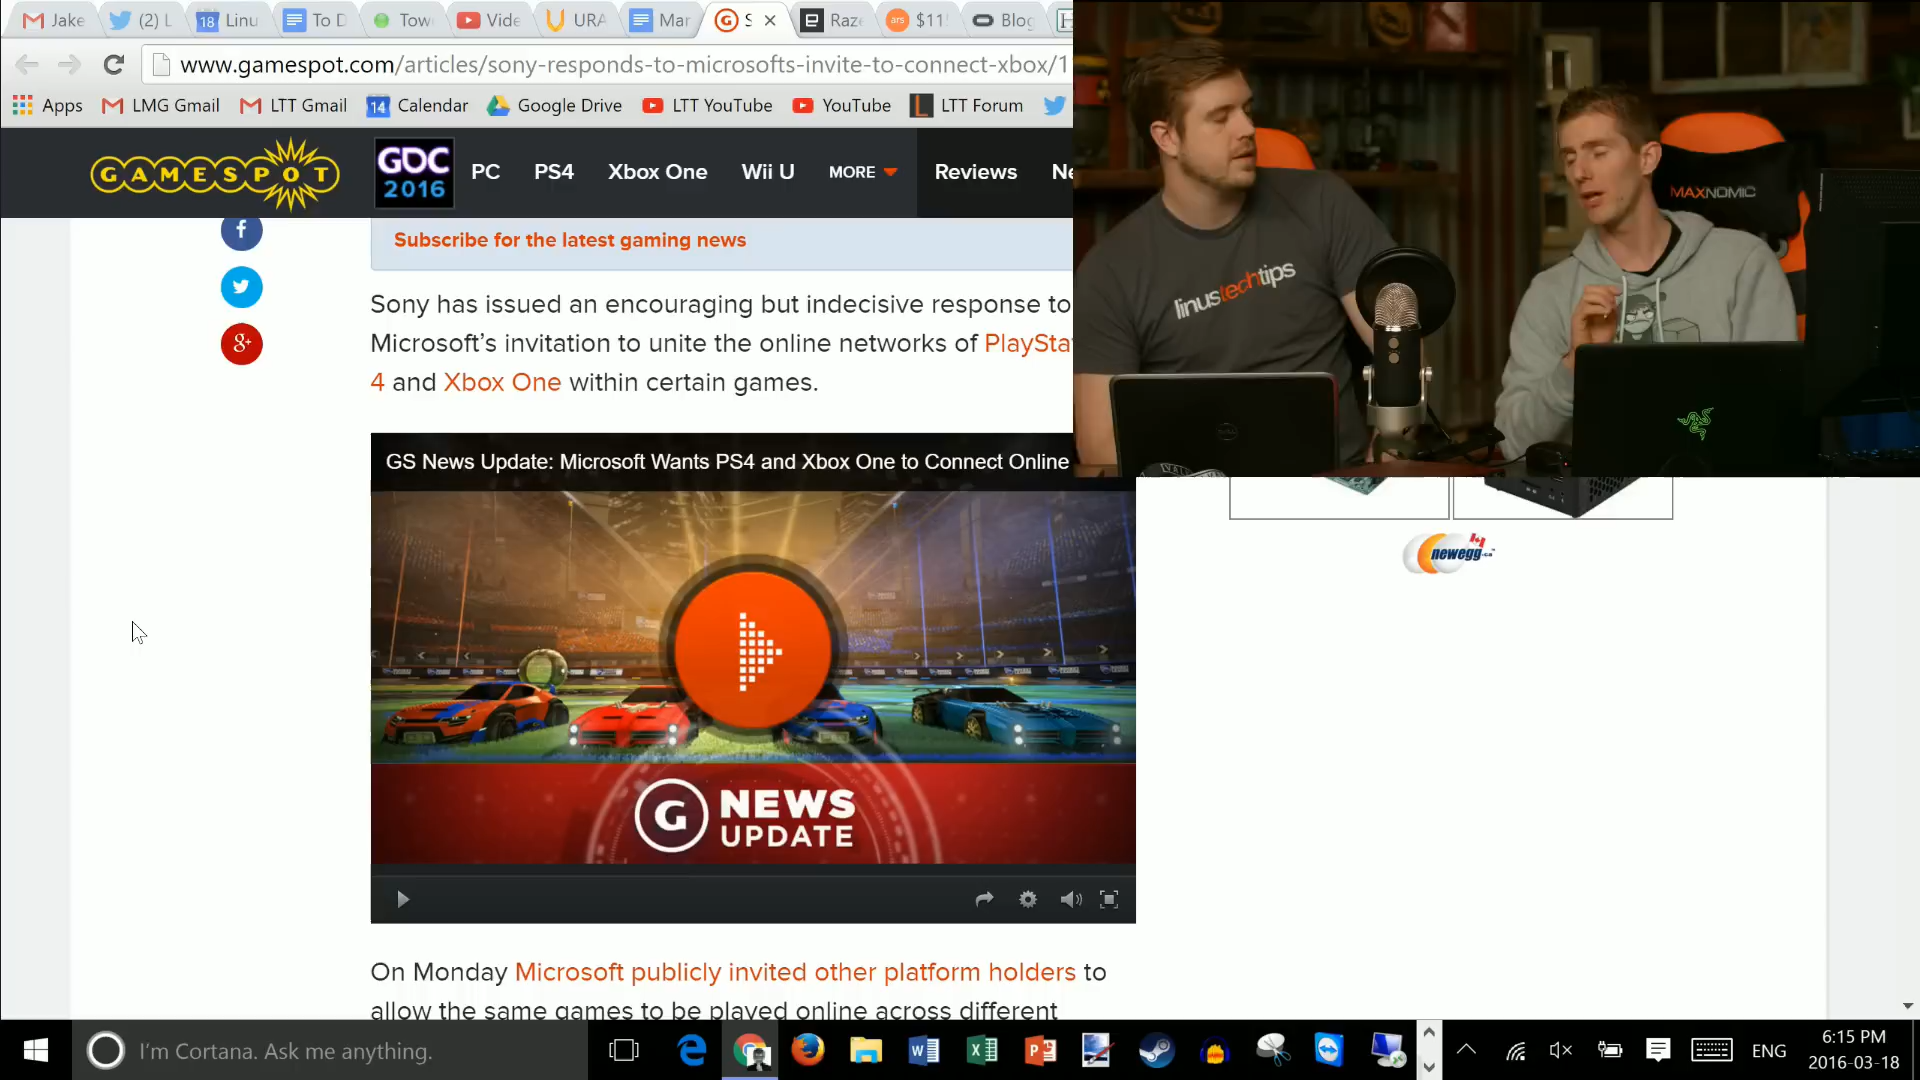 Jake
(2) L
18 Linu
To D
Tow
Vide
URA
Mar
S
Raze
ars $11
Blog
www.gamespot.com/articles/sony-responds-to-microsofts-invite-to-connect-xbox/1
Apps
LMG Gmail
LTT Gmail
14 Calendar
Google Drive
LTT YouTube
YouTube
LTT Forum
GAMESPOT
GDC 2016
PC
PS4
Xbox One
Wii U
MORE
Reviews
Ne
MAXNOMIC
linustechtips
DELL
Subscribe for the latest gaming news
Sony has issued an encouraging but indecisive response to
Microsoft's invitation to unite the online networks of PlaySta
4 and Xbox One within certain games.
GS News Update: Microsoft Wants PS4 and Xbox One to Connect Online
newegg.ca
G NEWS
UPDATE
On Monday Microsoft publicly invited other platform holders to
allow the same games to be played online across different
I'm Cortana. Ask me anything.
ENG
6:15 PM
2016-03-18